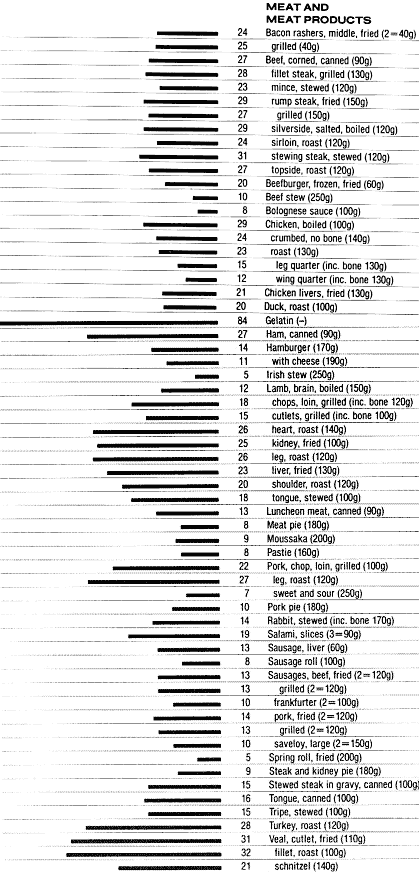 MEAT AND
MEAT PRODUCTS
24 Bacon rashers, middle, fried (2=40g)
25 grilled (40g)
27 Beef, corned, canned (90g)
28 fillet steak, grilled (130g)
23 mince, stewed (120g)
29 rump steak, fried (150g)
27 grilled (150g)
29 silverside, salted, boiled (120g)
24 sirloin, roast (120g)
31 stewing steak, stewed (120g)
27 topside, roast (120g)
20 Beefburger, frozen, fried (60g)
10 Beef stew (250g)
8 Bolognese sauce (100g)
29 Chicken, boiled (100g)
24 crumbed, no bone (140g)
23 roast (130g)
15 leg quarter (inc. bone 130g)
12 wing quarter (inc. bone 130g)
21 Chicken livers, fried (130g)
20 Duck, roast (100g)
84 Gelatin (–)
27 Ham, canned (90g)
14 Hamburger (170g)
11 with cheese (190g)
5 Irish stew (250g)
12 Lamb, brain, boiled (150g)
18 chops, loin, grilled (inc. bone 120g)
15 cutlets, grilled (inc. bone 100g)
26 heart, roast (140g)
25 kidney, fried (100g)
26 leg, roast (120g)
23 liver, fried (130g)
20 shoulder, roast (120g)
18 tongue, stewed (100g)
13 Luncheon meat, canned (90g)
8 Meat pie (180g)
9 Moussaka (200g)
8 Pastie (160g)
22 Pork, chop, loin, grilled (100g)
27 leg, roast (120g)
7 sweet and sour (250g)
10 Pork pie (180g)
14 Rabbit, stewed (inc. bone 170g)
19 Salami, slices (3=90g)
13 Sausage, liver (60g)
8 Sausage roll (100g)
13 Sausages, beef, fried (2=120g)
13 grilled (2=120g)
10 frankfurter (2=100g)
14 pork, fried (2=120g)
13 grilled (2=120g)
10 saveloy, large (2=150g)
5 Spring roll, fried (200g)
9 Steak and kidney pie (180g)
15 Stewed steak in gravy, canned (100g)
16 Tongue, canned (100g)
15 Tripe, stewed (100g)
28 Turkey, roast (120g)
31 Veal, cutlet, fried (110g)
32 fillet, roast (100g)
21 schnitzel (140g)